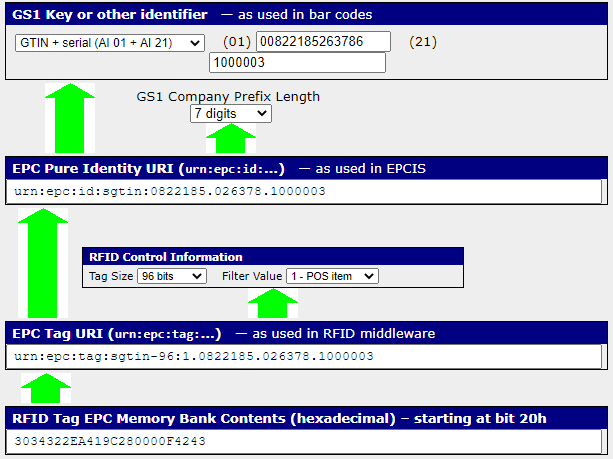 GS1 Key or other identifier — as used in bar codes
GTIN + serial (AI 01 + AI 21) (01) 00822185263786 (21)
1000003
GS1 Company Prefix Length
7 digits
EPC Pure Identity URI (urn:epc:id:...) — as used in EPCIS
urn:epc:id:sgtin:0822185.026378.1000003
RFID Control Information
Tag Size 96 bits Filter Value 1 - POS item
EPC Tag URI (urn:epc:tag:...) — as used in RFID middleware
urn:epc:tag:sgtin-96:1.0822185.026378.1000003
RFID Tag EPC Memory Bank Contents (hexadecimal) – starting at bit 20h
3034322EA419C280000F4243